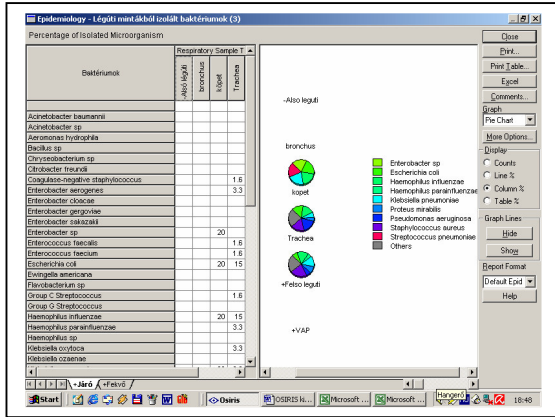 Epidemiology - Légúti mintákból izolált baktériumok (3)
Percentage of Isolated Microorganism
Respiratory Sample T
Baktériumok
-Alsó légúti
bronchus
köpet
Trachea
Acinetobacter baumannii
Acinetobacter sp
Aeromonas hydrophila
Bacillus sp
Chryseobacterium sp
Citrobacter freundi
Coagulase-negative staphylococcus 1.6
Enterobacter aerogenes 3.3
Enterobacter cloacae
Enterobacter gergoviae
Enterobacter sakazakii
Enterobacter sp 20
Enterococcus faecalis 1.6
Enterococcus faecium 1.6
Escherichia coli 20 15
Ewingella americana
Flavobacterium sp
Group C Streptococcus 1.6
Group G Streptococcus
Haemophilus influenzae 20 15
Haemophilus parainfluenzae 3.3
Haemophilus sp
Klebsiella oxytoca 3.3
Klebsiella ozaenae
+Járó
+Fekvő
-Also leguti
bronchus
kopet
Trachea
+Felso leguti
+VAP
Enterobacter sp
Escherichia coli
Haemophilus influenzae
Haemophilus parainfluenzae
Klebsiella pneumoniae
Proteus mirabilis
Pseudomonas aeruginosa
Staphylococcus aureus
Streptococcus pneumoniae
Others
Close
Print...
Print Table...
Excel
Comments...
Graph
Pie Chart
More Options...
Display
Counts
Line %
Column %
Table %
Graph Lines
Hide
Show
Report Format
Default Epid
Help
Start
Osiris
OSIRIS ki...
Microsoft ...
Microsoft ...
Hangerő
18:48